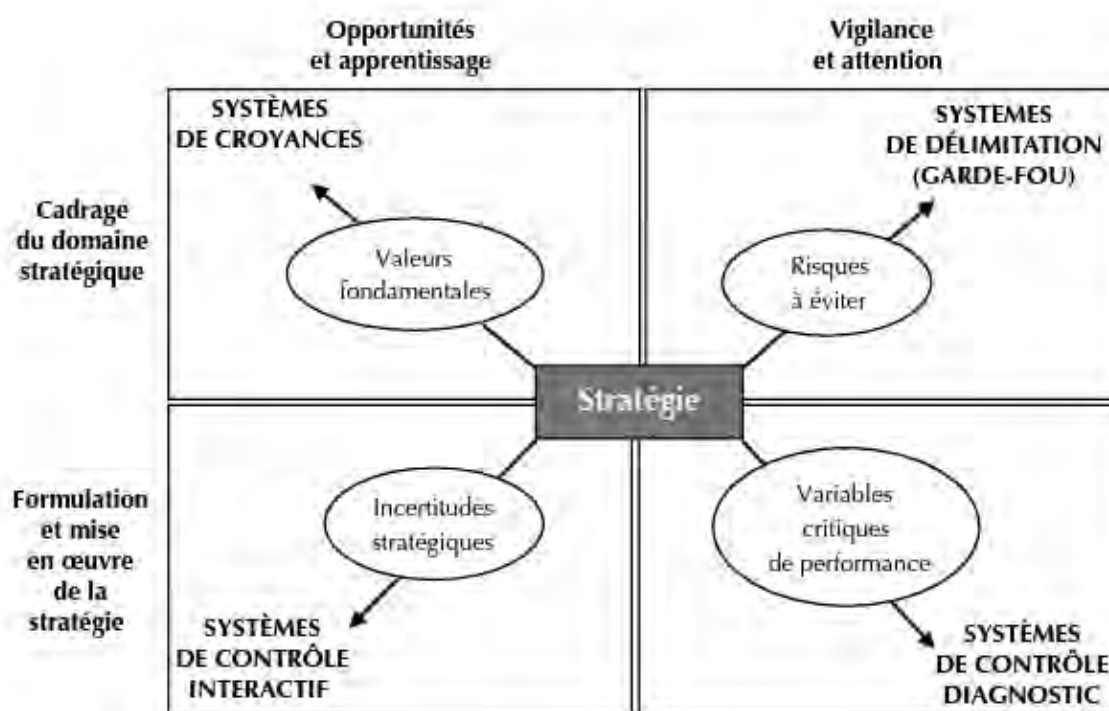 Opportunités
et apprentissage
Vigilance
et attention
Cadrage
du domaine
stratégique
SYSTÈMES
DE CROYANCES
Valeurs
fondamentales
SYSTEMES
DE DÉLIMITATION
(GARDE-FOU)
Risques
à éviter
Stratégie
Formulation
et mise
en œuvre
de la
stratégie
Incertitudes
stratégiques
SYSTÈMES
DE CONTRÔLE
INTERACTIF
Variables
critiques
de performance
SYSTÈMES
DE CONTRÔLE
DIAGNOSTIC